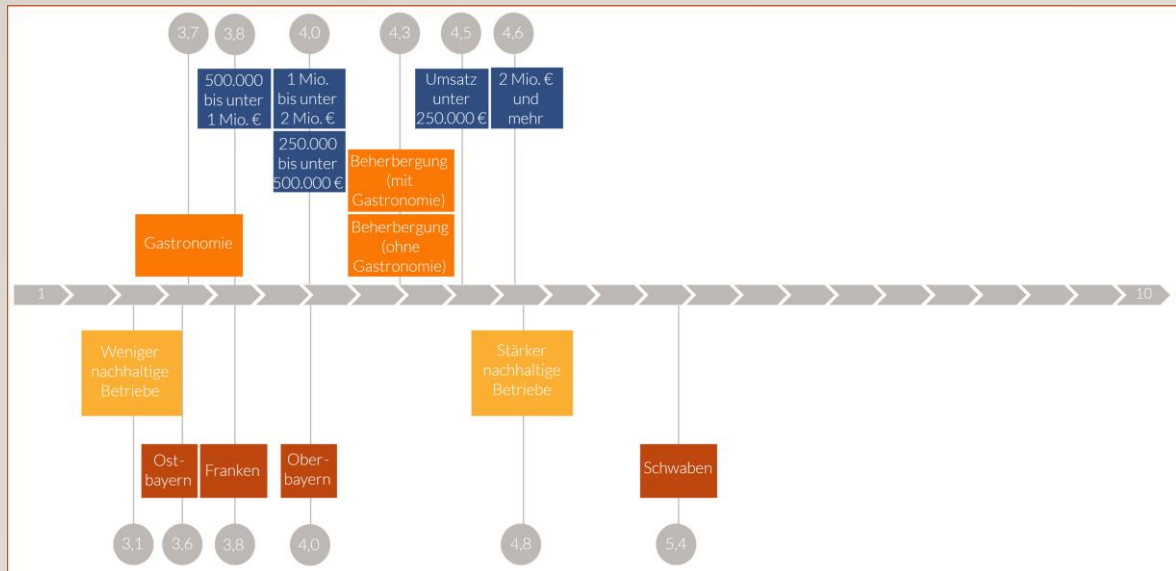 3,7
3,8
4,0
4,3
4,5
4,6
500.000
bis unter
1 Mio. €
1 Mio.
bis unter
2 Mio. €
Umsatz
unter
250.000 €
2 Mio. €
und
mehr
250.000
bis unter
500.000 €
Beherbergung
(mit
Gastronomie)
Gastronomie
Beherbergung
(ohne
Gastronomie)
1
10
Weniger
nachhaltige
Betriebe
Stärker
nachhaltige
Betriebe
Ost-
bayern
Franken
Ober-
bayern
Schwaben
3,1
3,6
3,8
4,0
4,8
5,4